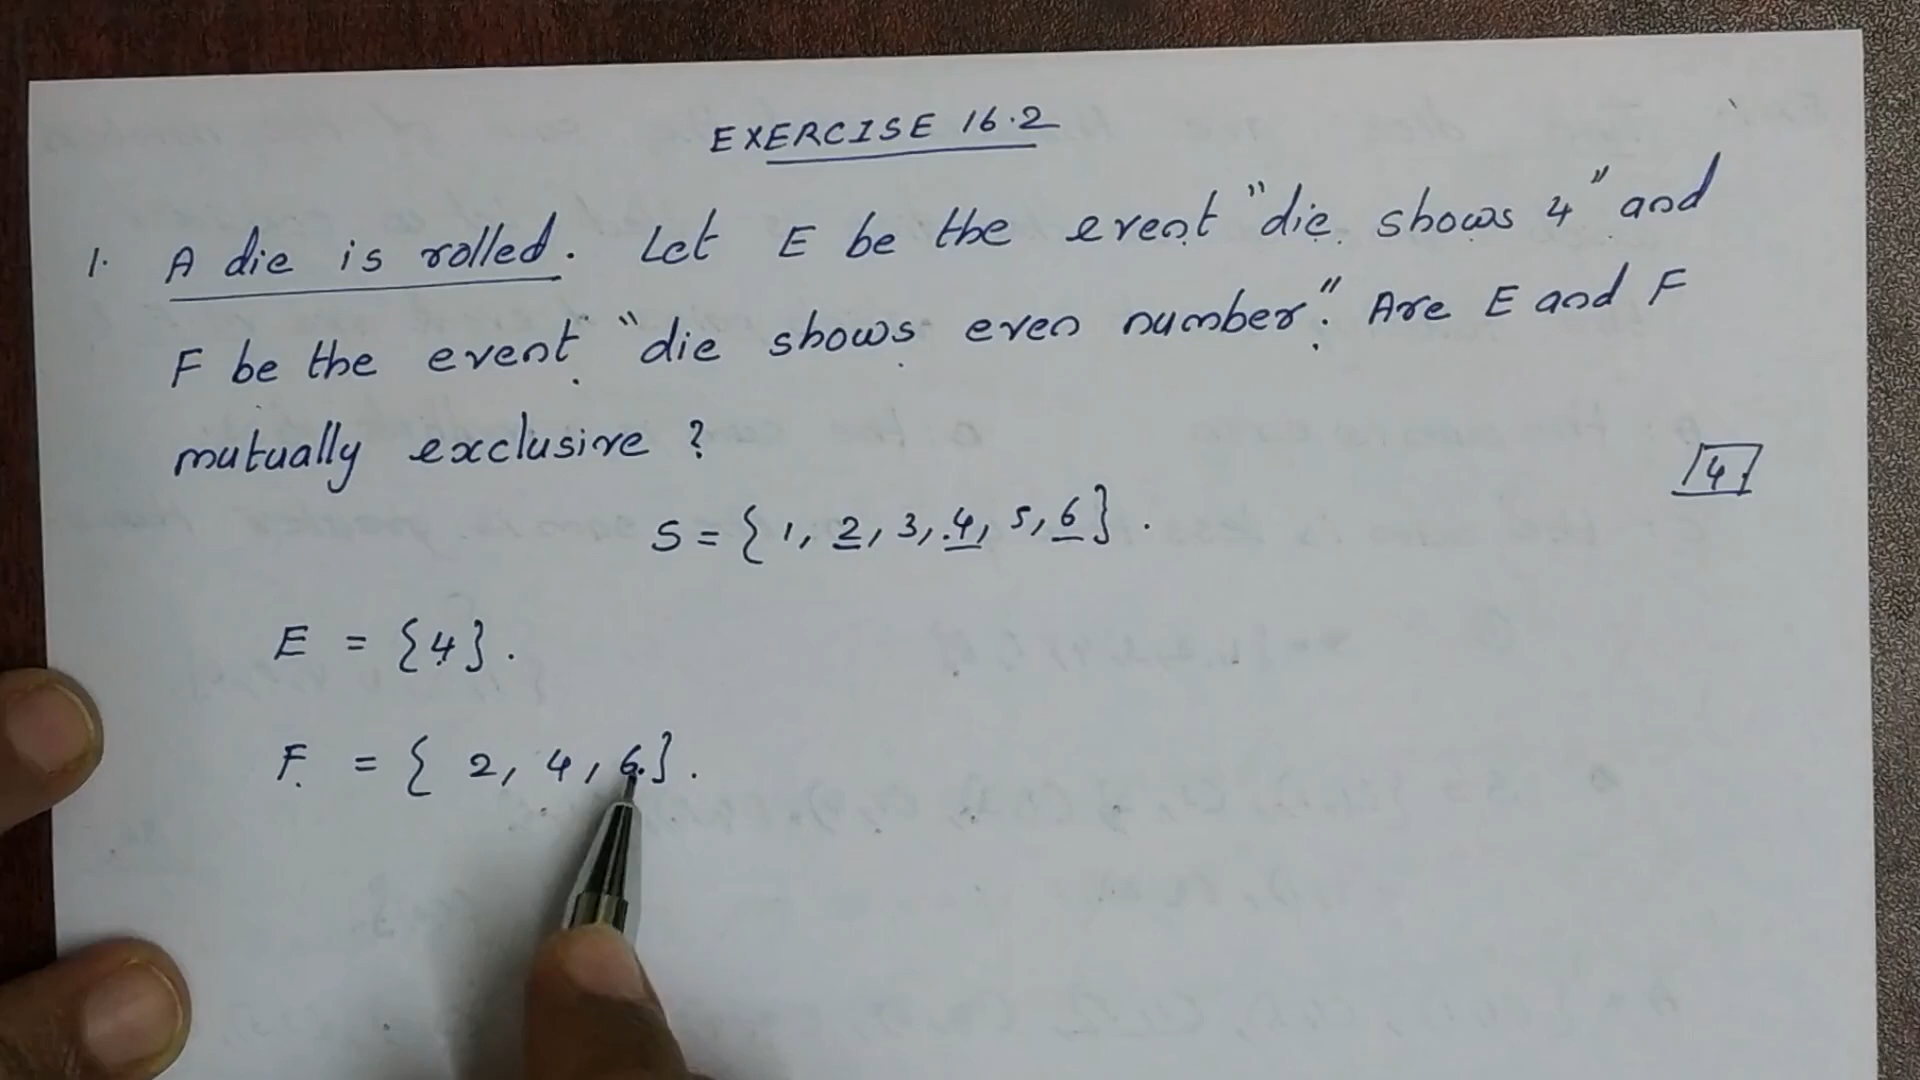 EXERCISE 16.2
1. A die is rolled. Let E be the event "die shows 4" and
F be the event "die shows even number". Are E and F
mutually exclusive ?
4
S = { 1, 2, 3, 4, 5, 6 } .
E = {4} .
F = { 2, 4, 6} .